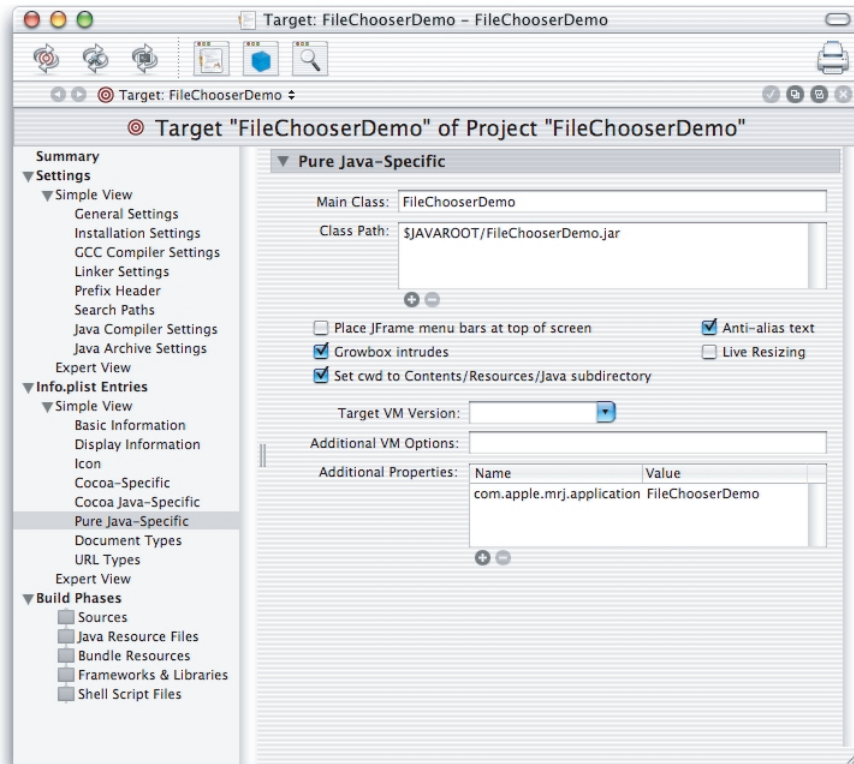 Target: FileChooserDemo – FileChooserDemo
Target: FileChooserDemo
Target "FileChooserDemo" of Project "FileChooserDemo"
Summary
Settings
Simple View
General Settings
Installation Settings
GCC Compiler Settings
Linker Settings
Prefix Header
Search Paths
Java Compiler Settings
Java Archive Settings
Expert View
Info.plist Entries
Simple View
Basic Information
Display Information
Icon
Cocoa-Specific
Cocoa Java-Specific
Pure Java-Specific
Document Types
URL Types
Expert View
Build Phases
Sources
Java Resource Files
Bundle Resources
Frameworks & Libraries
Shell Script Files
Pure Java-Specific
Main Class: FileChooserDemo
Class Path: $JAVAROOT/FileChooserDemo.jar
Place JFrame menu bars at top of screen Anti-alias text
Growbox intrudes Live Resizing
Set cwd to Contents/Resources/Java subdirectory
Target VM Version:
Additional VM Options:
Additional Properties: Name Value
com.apple.mrj.application FileChooserDemo